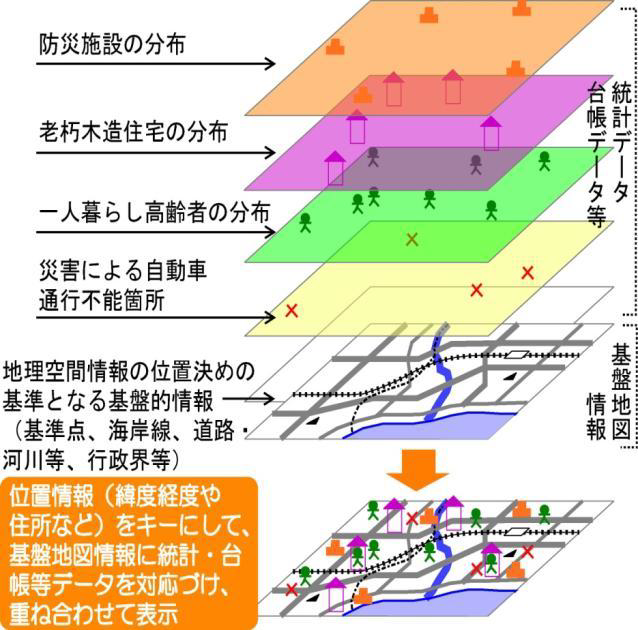 防災施設の分布
老朽木造住宅の分布
一人暮らし高齢者の分布
災害による自動車
通行不能箇所
統計データ
台帳データ等
地理空間情報の位置決めの
基準となる基盤的情報
（基準点、海岸線、道路・
河川等、行政界等）
基盤地図
情報
位置情報（緯度経度や
住所など）をキーにして、
基盤地図情報に統計・台
帳等データを対応づけ、
重ね合わせて表示